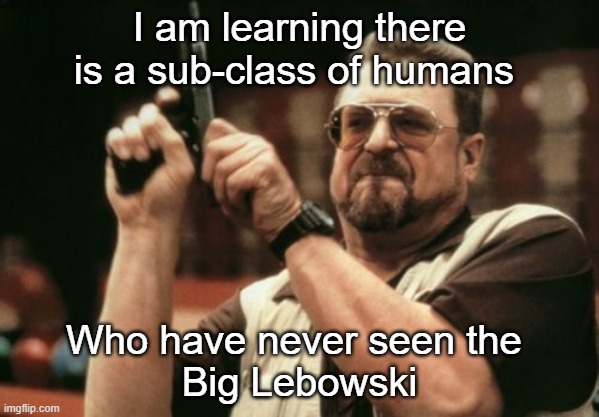 I am learning there
is a sub-class of humans
Who have never seen the
Big Lebowski
imgflip.com